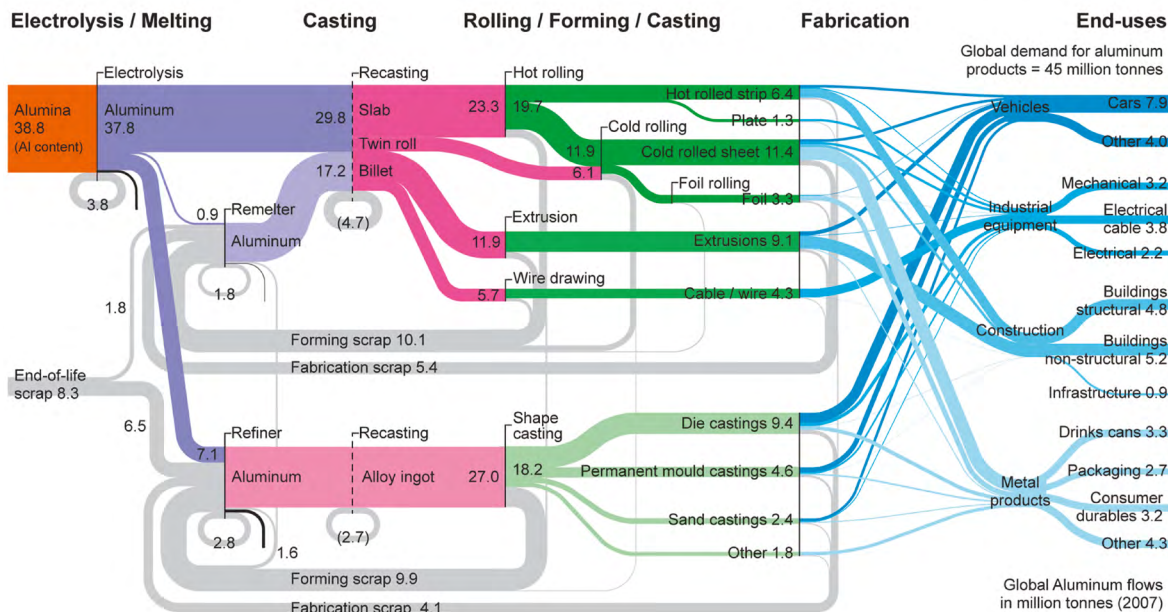 Electrolysis / Melting
Casting
Rolling / Forming / Casting
Fabrication
End-uses
Global demand for aluminum
products = 45 million tonnes
Electrolysis
Recasting
Hot rolling
Alumina
38.8
(Al content)
Aluminum
37.8
29.8
Slab
23.3
19.7
Hot rolled strip 6.4
Vehicles
Cars 7.9
Plate 1.3
Cold rolling
Twin roll
11.9
Cold rolled sheet 11.4
Other 4.0
17.2
Billet
6.1
Foil rolling
Foil 3.3
Mechanical 3.2
3.8
0.9
Remelter
(4.7)
Extrusion
Industrial
equipment
Electrical
cable 3.8
Aluminum
11.9
Extrusions 9.1
Electrical 2.2
Wire drawing
1.8
5.7
Cable / wire 4.3
Buildings
structural 4.8
1.8
Forming scrap 10.1
Construction
Buildings
non-structural 5.2
Fabrication scrap 5.4
End-of-life
scrap 8.3
Infrastructure 0.9
6.5
Refiner
Recasting
Shape
casting
Die castings 9.4
Drinks cans 3.3
7.1
Aluminum
Alloy ingot
27.0
18.2
Permanent mould castings 4.6
Packaging 2.7
Metal
products
Consumer
durables 3.2
Sand castings 2.4
2.8
(2.7)
1.6
Other 1.8
Other 4.3
Forming scrap 9.9
Fabrication scrap 4.1
Global Aluminum flows
in million tonnes (2007)